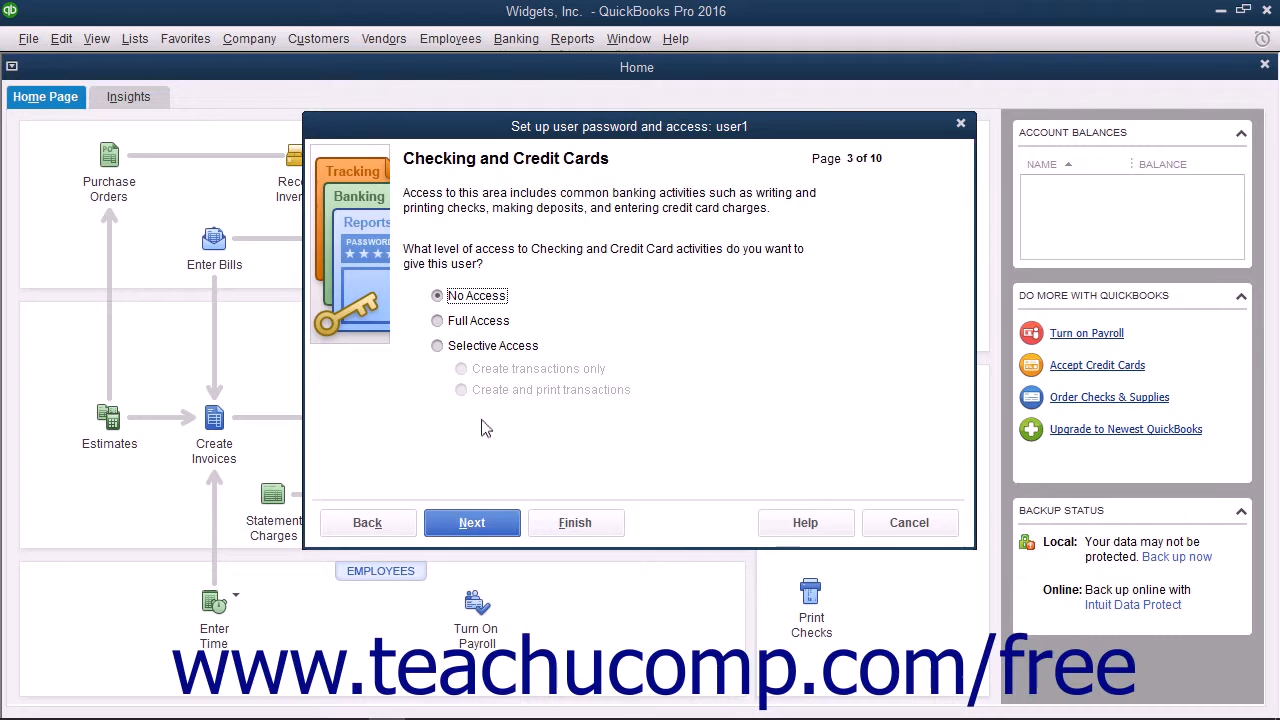 Widgets, Inc. - QuickBooks Pro 2016
File Edit View Lists Favorites Company Customers Vendors Employees Banking Reports Window Help
Home
Home Page Insights
Purchase
Orders
Enter Bills
Estimates
Create
Invoices
Statement
Charges
Enter
Time
EMPLOYEES
Turn On
Payroll
Print
Checks
Set up user password and access: user1
Tracking
Banking
Reports
PASSWORD
Checking and Credit Cards
Page 3 of 10
Access to this area includes common banking activities such as writing and
printing checks, making deposits, and entering credit card charges.
What level of access to Checking and Credit Card activities do you want to
give this user?
No Access
Full Access
Selective Access
Create transactions only
Create and print transactions
Back Next Finish Help Cancel
ACCOUNT BALANCES
NAME BALANCE
DO MORE WITH QUICKBOOKS
Turn on Payroll
Accept Credit Cards
Order Checks & Supplies
Upgrade to Newest QuickBooks
BACKUP STATUS
Local: Your data may not be
protected. Back up now
Online: Back up online with
Intuit Data Protect
www.teachucomp.com/free